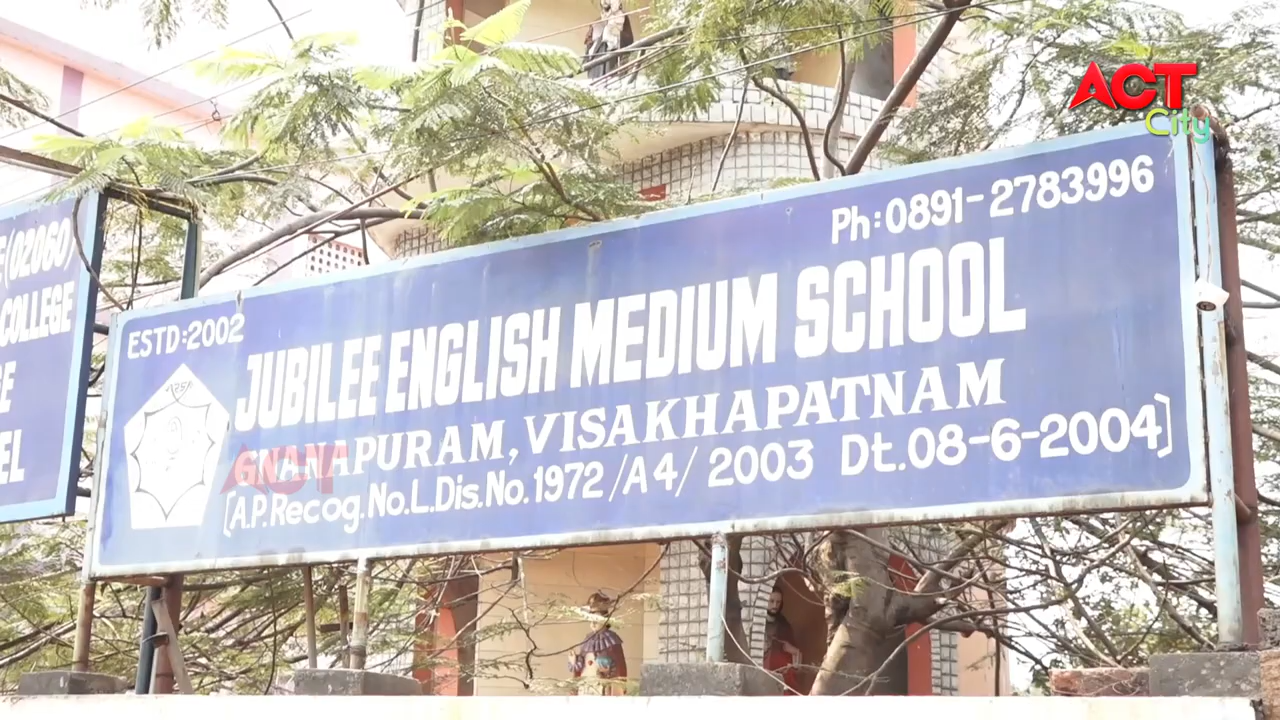 ACT
City
E(02060)
COLLEGE
EL
Ph:0891-2783996
ESTD:2002
JUBILEE ENGLISH MEDIUM SCHOOL
GNANAPURAM, VISAKHAPATNAM
[A.P.Recog.No.L.Dis.No.1972/A4/2003 Dt.08-6-2004]
ACT